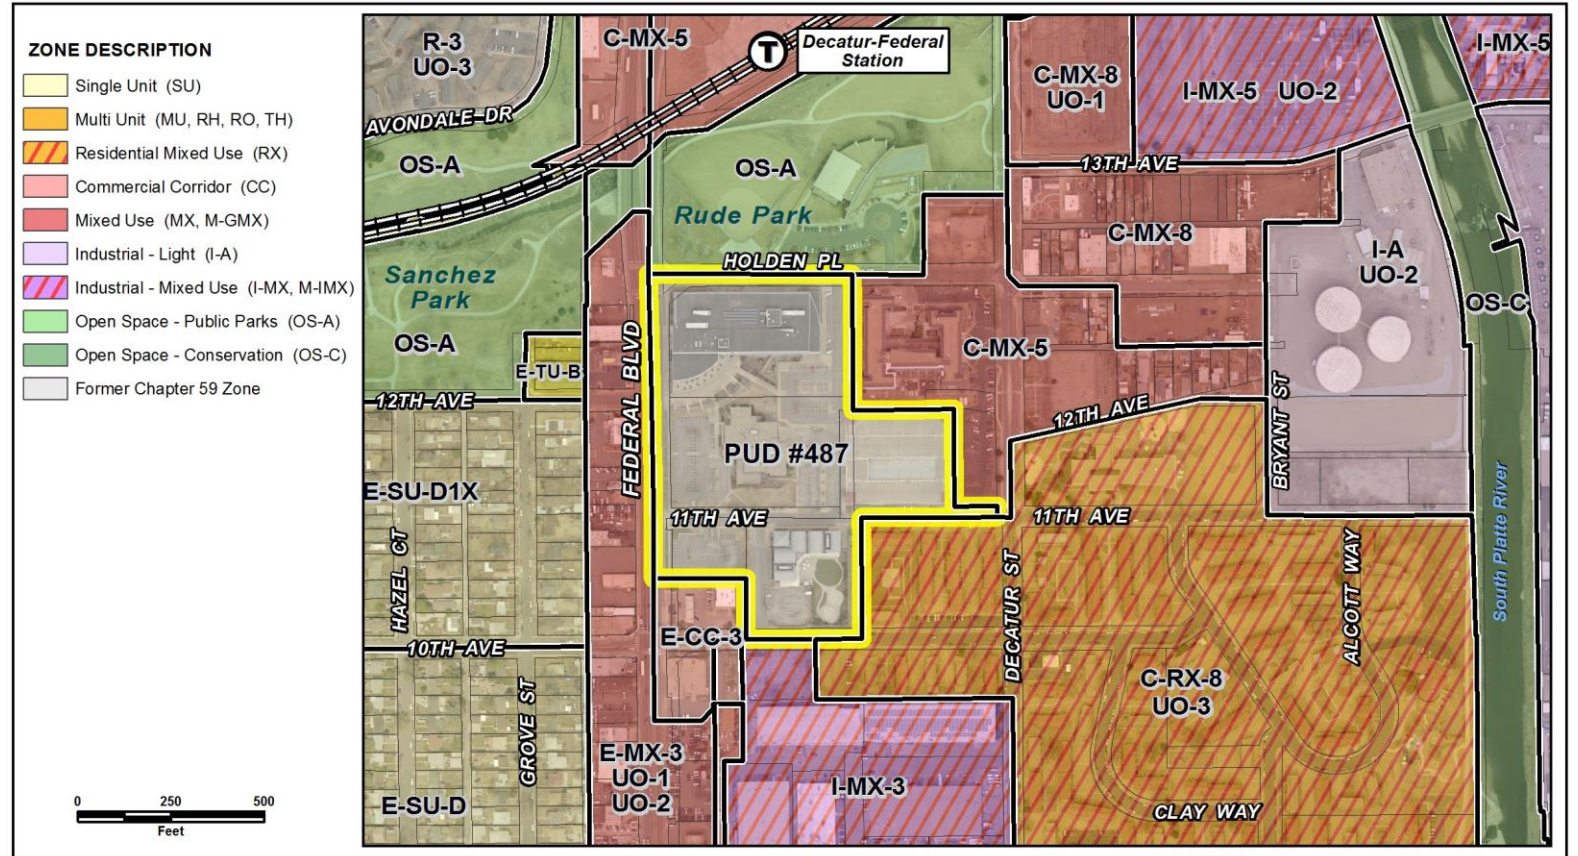 ZONE DESCRIPTION
Single Unit (SU)
Multi Unit (MU, RH, RO, TH)
Residential Mixed Use (RX)
Commercial Corridor (CC)
Mixed Use (MX, M-GMX)
Industrial - Light (I-A)
Industrial - Mixed Use (I-MX, M-IMX)
Open Space - Public Parks (OS-A)
Open Space - Conservation (OS-C)
Former Chapter 59 Zone
0 250 500
Feet
R-3
UO-3
C-MX-5
T
Decatur-Federal
Station
C-MX-8
UO-1
I-MX-5 UO-2
I-MX-5
AVONDALE DR
OS-A
OS-A
13TH AVE
Rude Park
C-MX-8
I-A
UO-2
HOLDEN PL
Sanchez
Park
OS-C
OS-A
E-TU-B
FEDERAL BLVD
C-MX-5
12TH AVE
12TH AVE
BRYANT ST
PUD #487
E-SU-D1X
11TH AVE
11TH AVE
HAZEL CT
DECATUR ST
ALCOTT WAY
South Platte River
E-CC-3
10TH AVE
C-RX-8
UO-3
GROVE ST
E-MX-3
UO-1
UO-2
I-MX-3
E-SU-D
CLAY WAY